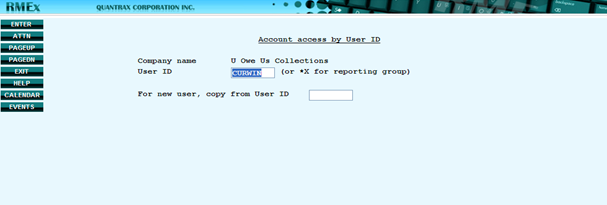 RMEx QUANTRAX CORPORATION INC.
ENTER
ATTN
PAGEUP
PAGEDN
EXIT
HELP
CALENDAR
EVENTS
Account access by User ID
Company name U Owe Us Collections
User ID CURWIN (or *X for reporting group)
For new user, copy from User ID